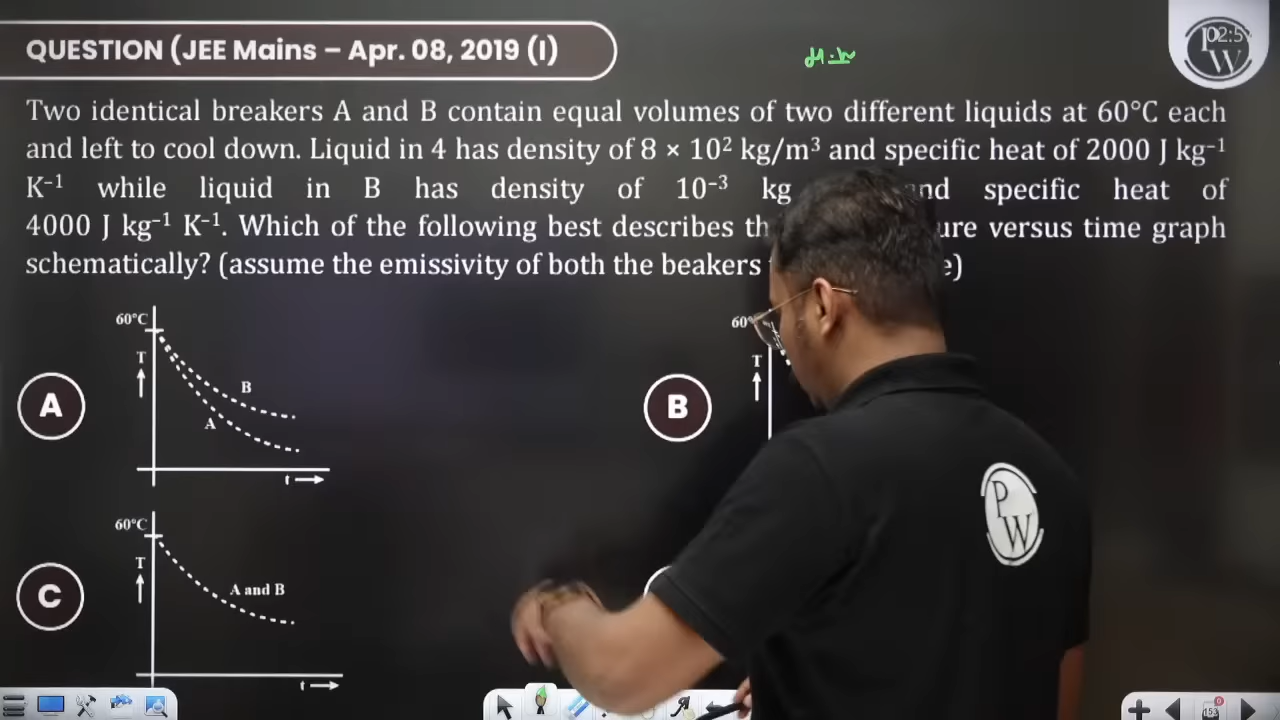 QUESTION (JEE Mains – Apr. 08, 2019 (I)
P
W
Two identical breakers A and B contain equal volumes of two different liquids at 60°C each
and left to cool down. Liquid in 4 has density of 8 × 10² kg/m³ and specific heat of 2000 J kg⁻¹
K⁻¹ while liquid in B has density of 10⁻³ kg specific heat of
4000 J kg⁻¹ K⁻¹. Which of the following best describes versus time graph
schematically? (assume the emissivity of both the beakers
60°C
T
B
A
t
A
60
T
B
P
W
60°C
T
A and B
t
C
153